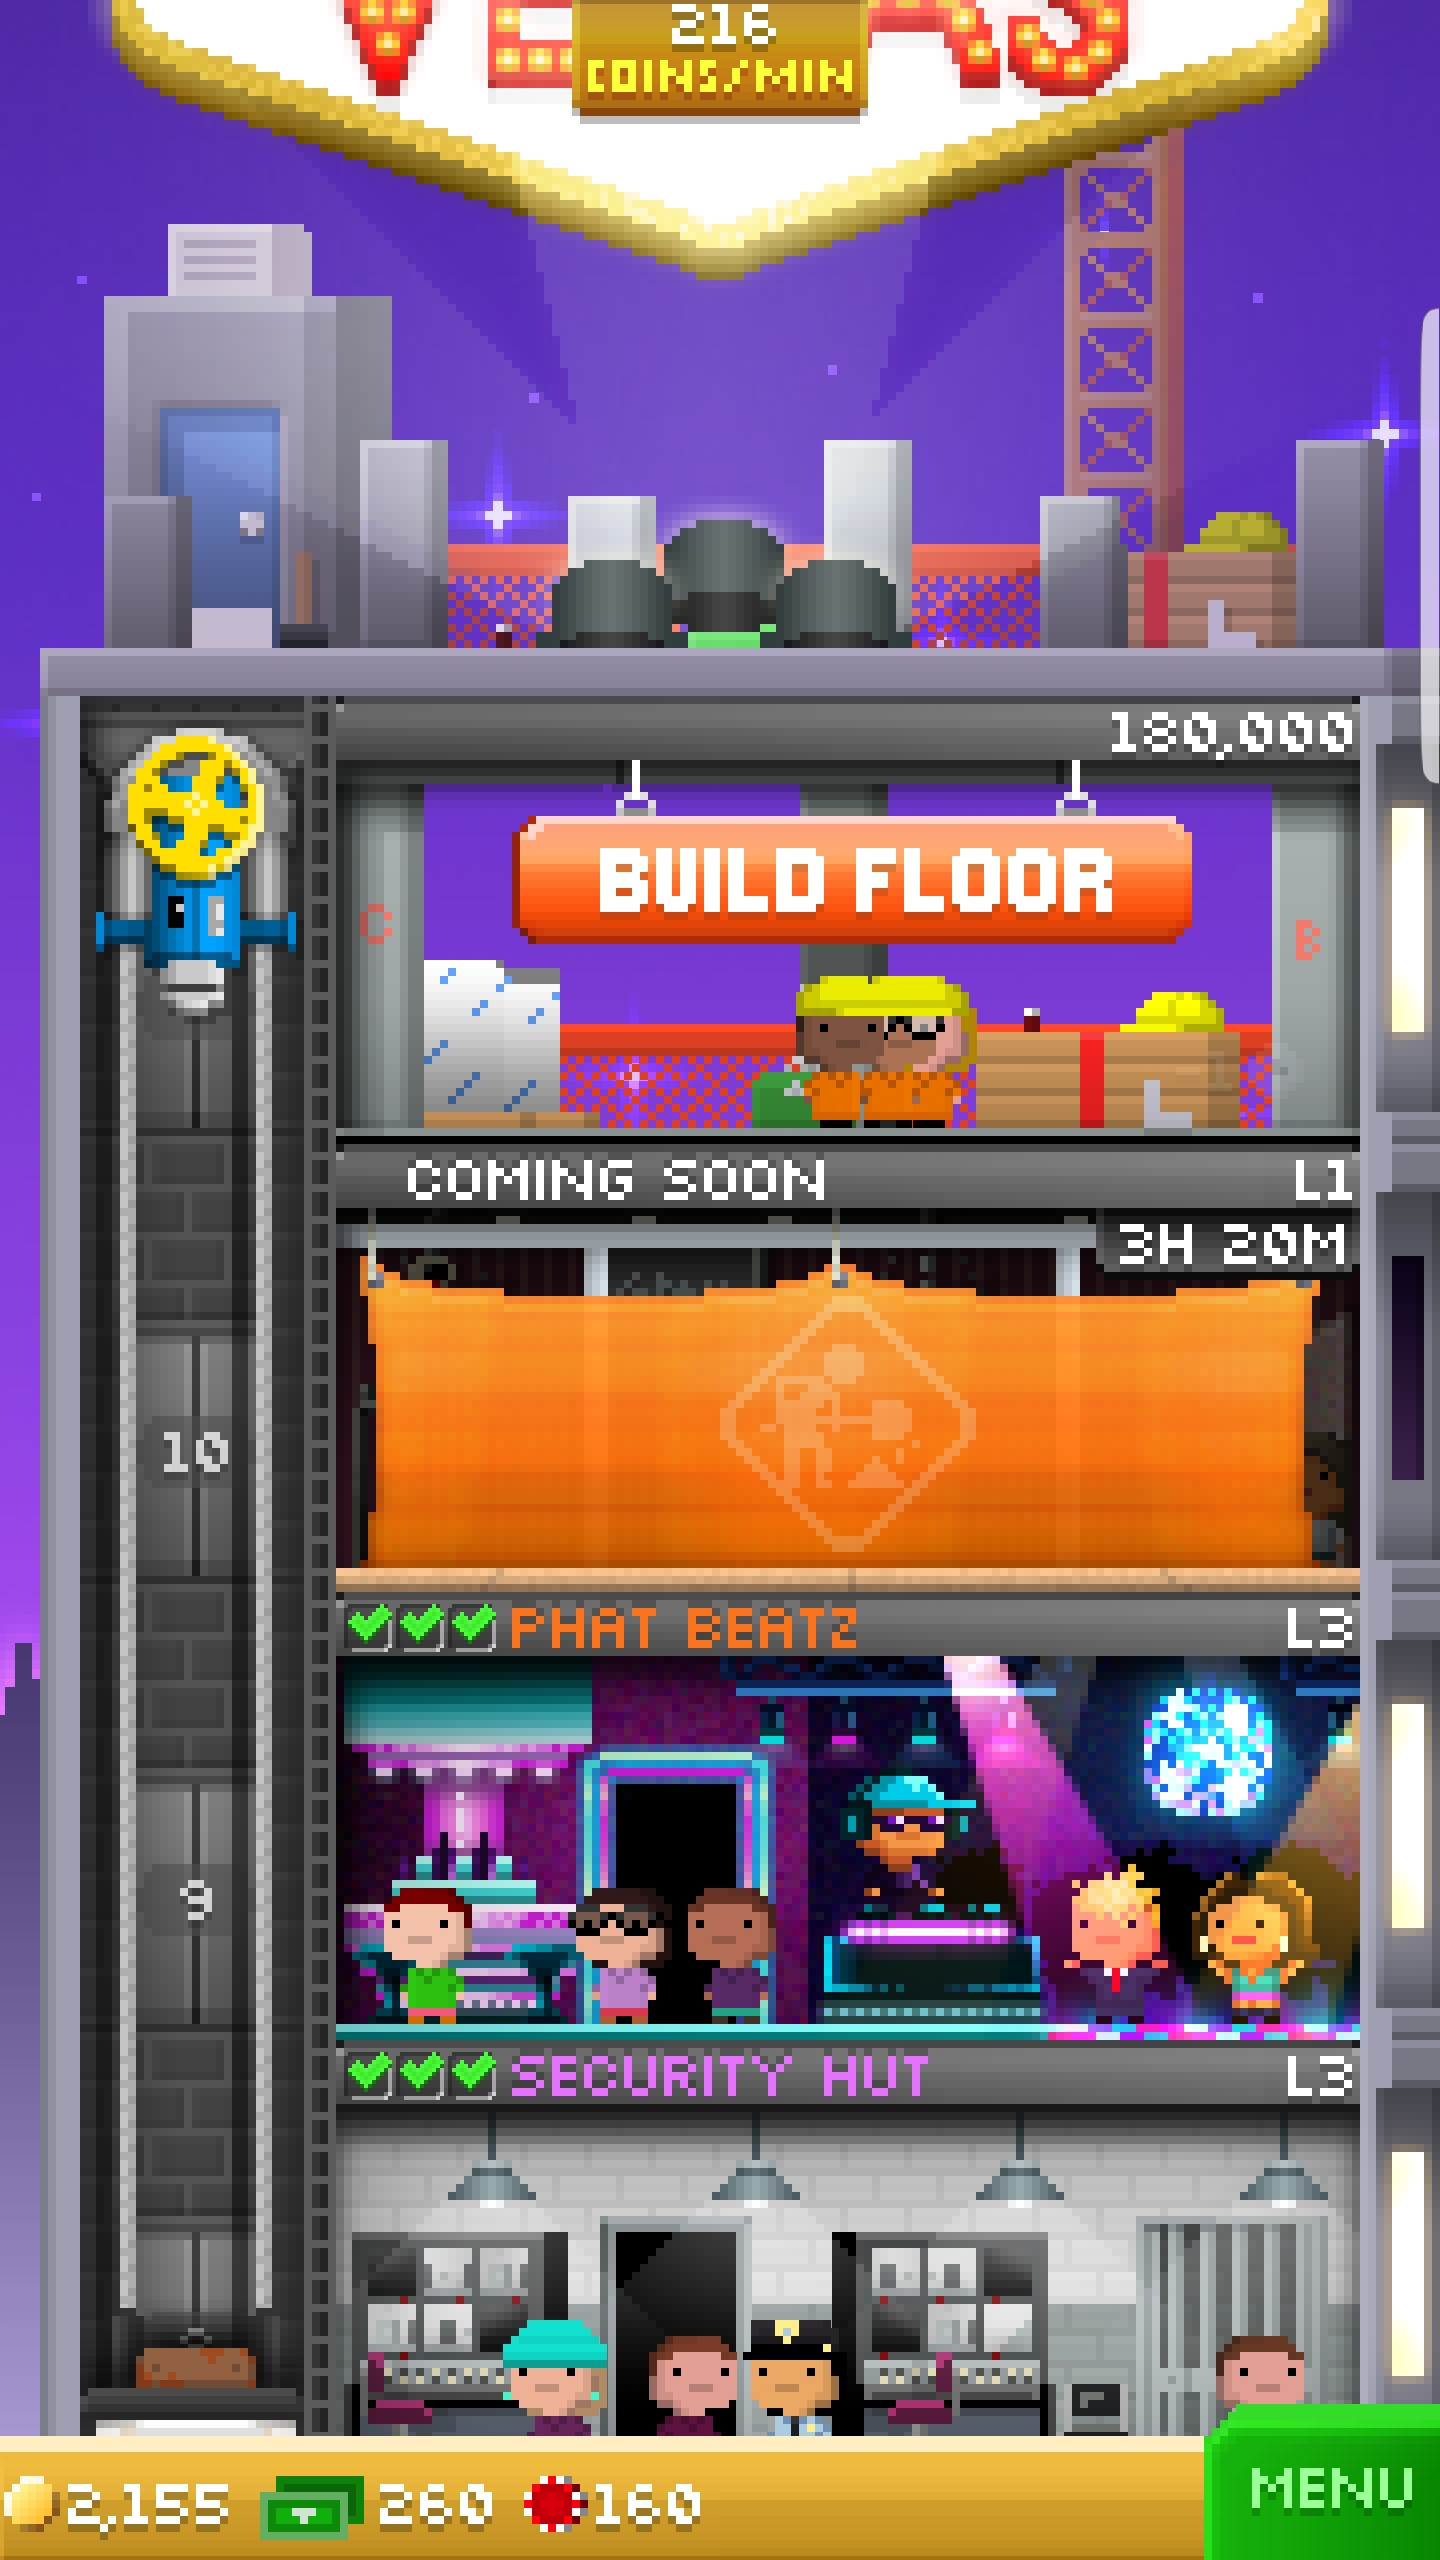 VEGAS
216
COINS/MIN
180,000
BUILD FLOOR
C
B
COMING SOON
L1
3H 20M
10
PHAT BEATZ
L3
9
SECURITY HUT
L3
2,155
260
160
MENU